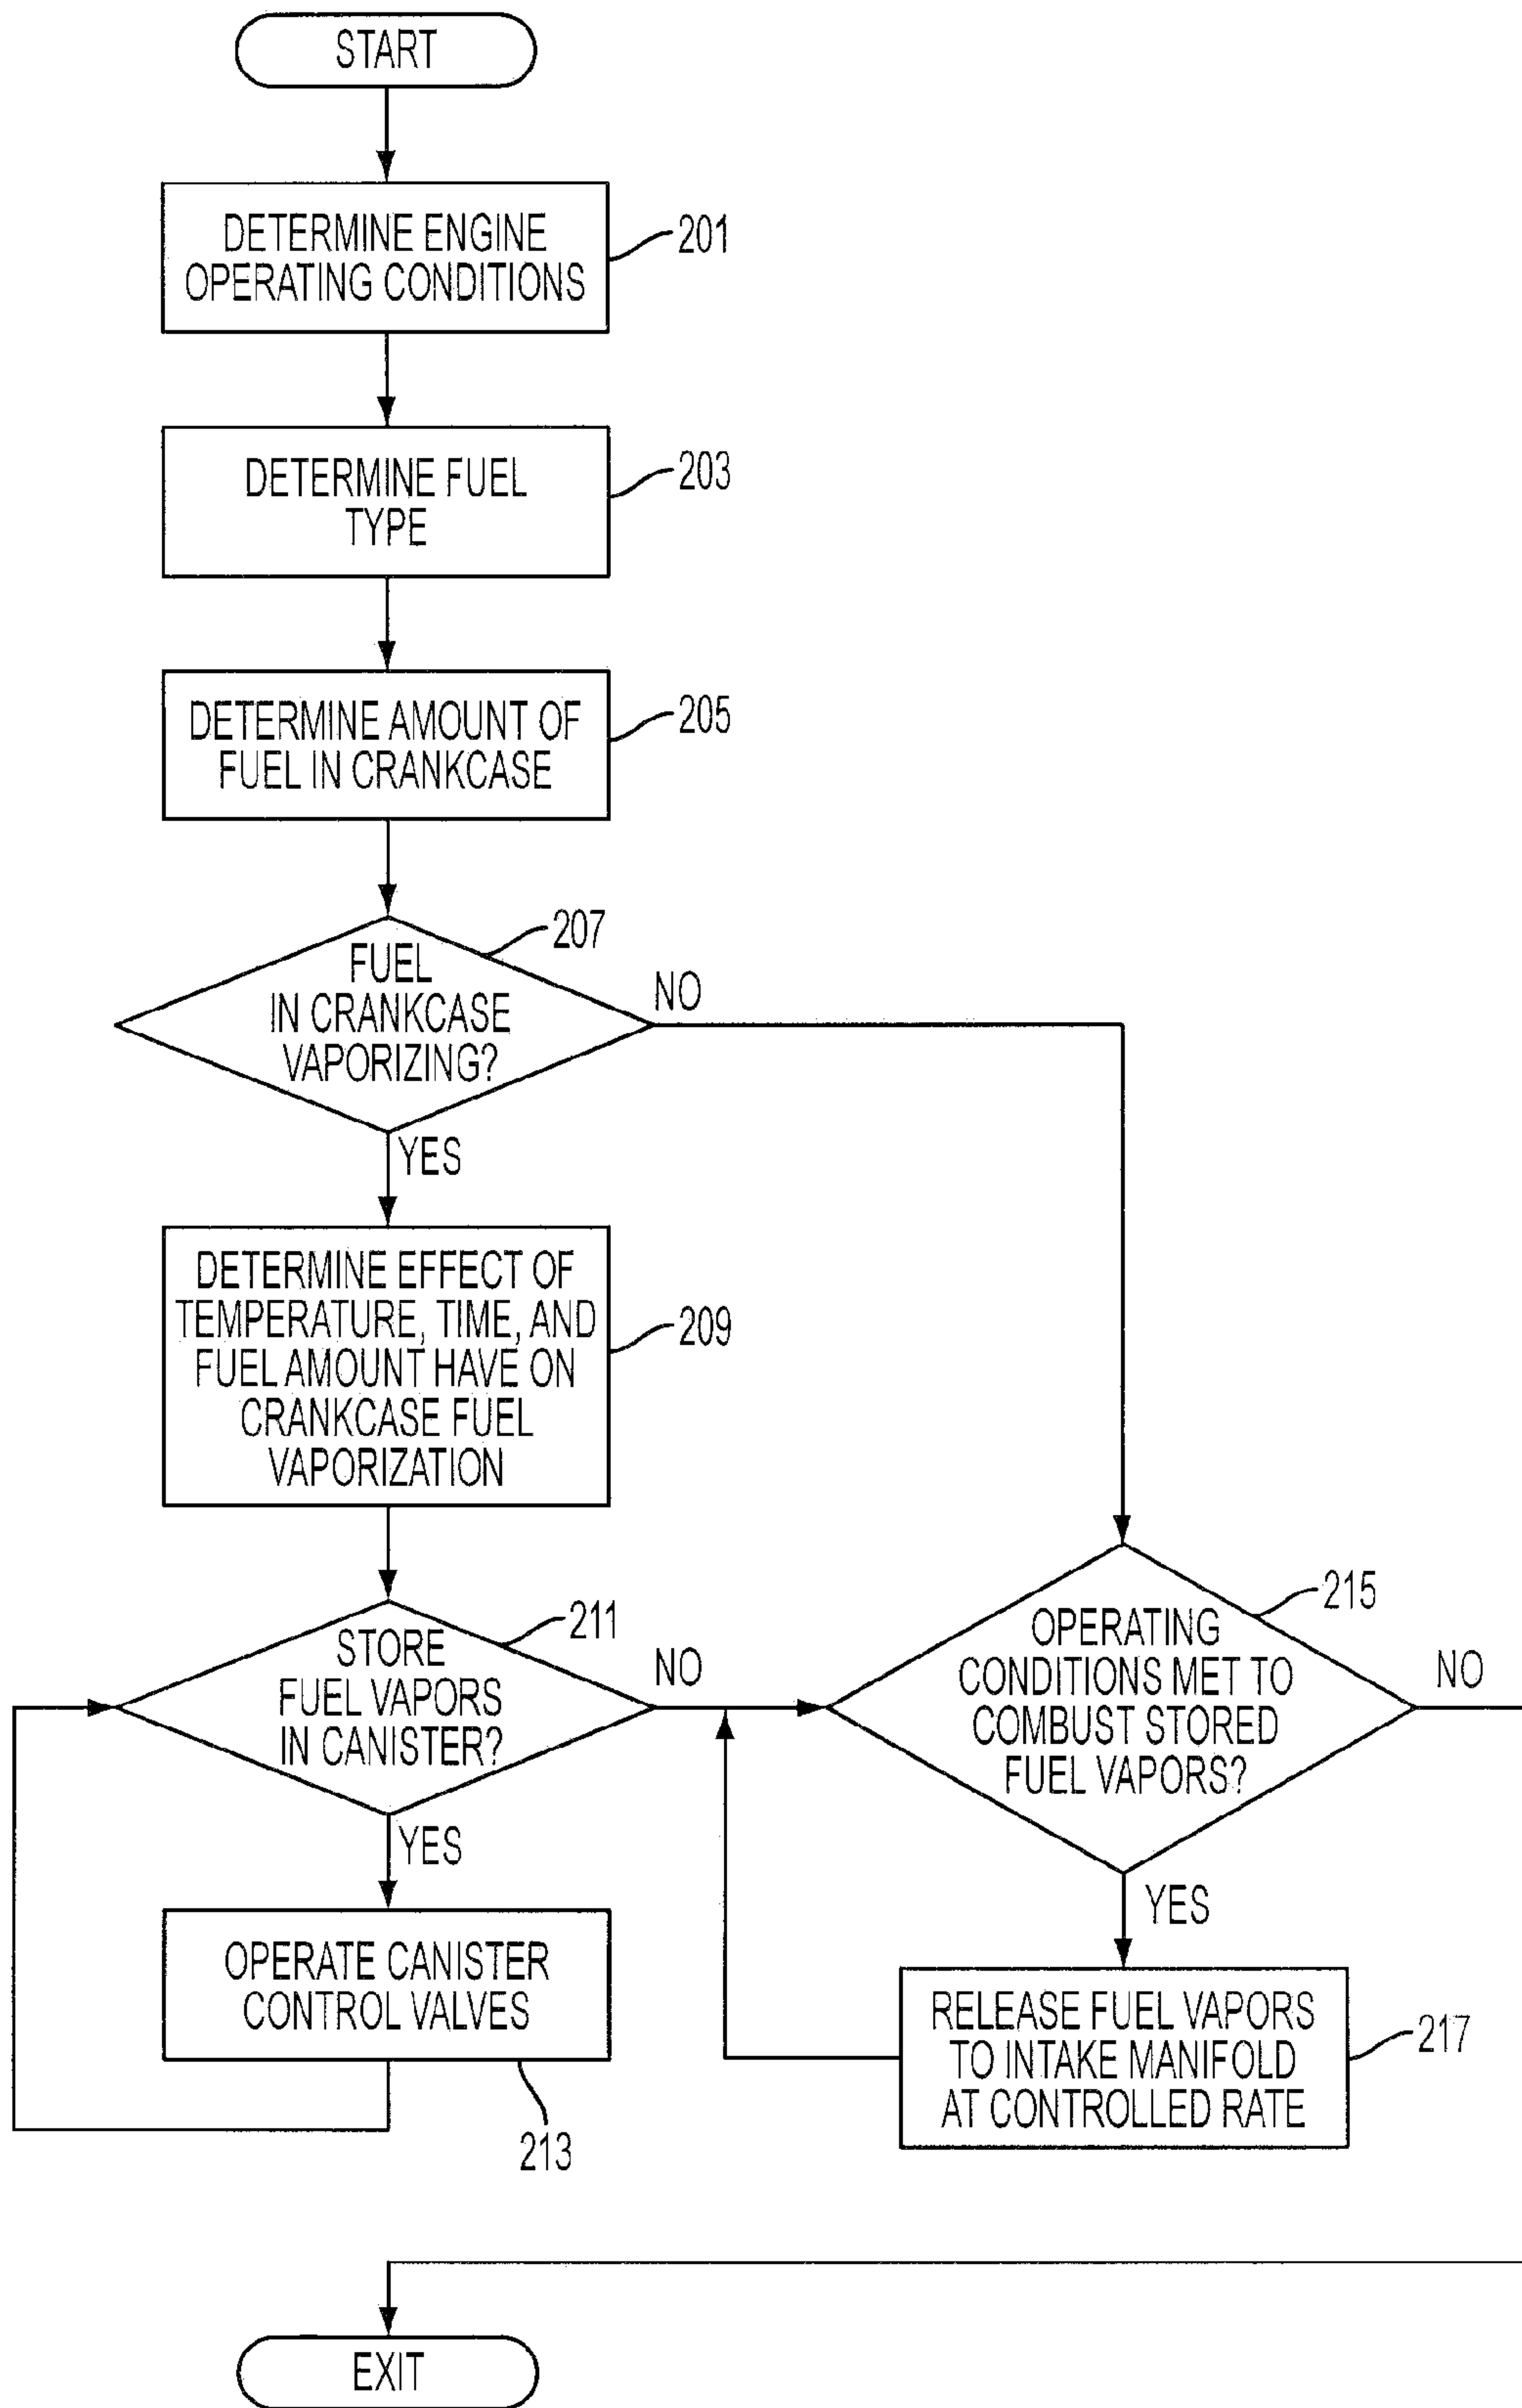 START
DETERMINE ENGINE
OPERATING CONDITIONS
201
DETERMINE FUEL
TYPE
203
DETERMINE AMOUNT OF
FUEL IN CRANKCASE
205
207
FUEL
IN CRANKCASE
VAPORIZING?
NO
YES
DETERMINE EFFECT OF
TEMPERATURE, TIME, AND
FUEL AMOUNT HAVE ON
CRANKCASE FUEL
VAPORIZATION
209
211
STORE
FUEL VAPORS
IN CANISTER?
NO
YES
215
OPERATING
CONDITIONS MET TO
COMBUST STORED
FUEL VAPORS?
NO
YES
OPERATE CANISTER
CONTROL VALVES
213
RELEASE FUEL VAPORS
TO INTAKE MANIFOLD
AT CONTROLLED RATE
217
EXIT